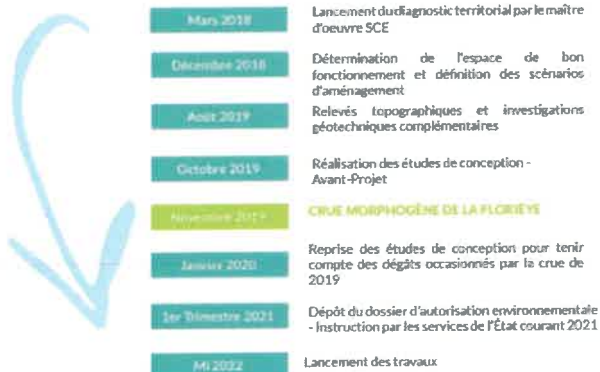 Mars 2018
Lancement du diagnostic territorial par le maître
d'oeuvre SCE
Décembre 2018
Détermination de l'espace de bon
fonctionnement et définition des scénarios
d'aménagement
Août 2019
Relevés topographiques et investigations
géotechniques complémentaires
Octobre 2019
Réalisation des études de conception -
Avant-Projet
Novembre 2019
CRUE MORPHOGÈNE DE LA FLORIÈYE
Janvier 2020
Reprise des études de conception pour tenir
compte des dégâts occasionnés par la crue de
2019
1er Trimestre 2021
Dépôt du dossier d'autorisation environnementale
- Instruction par les services de l'État courant 2021
Mi 2022
Lancement des travaux